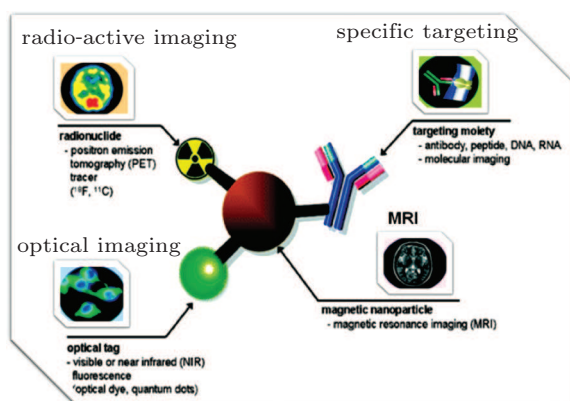 radio-active imaging
specific targeting
radionuclide
- positron emission
tomography (PET)
tracer
(¹⁸F, ¹¹C)
targeting moiety
- antibody, peptide, DNA, RNA
- molecular imaging
optical imaging
MRI
magnetic nanoparticle
- magnetic resonance imaging (MRI)
optical tag
- visible or near infrared (NIR)
fluorescence
(optical dye, quantum dots)